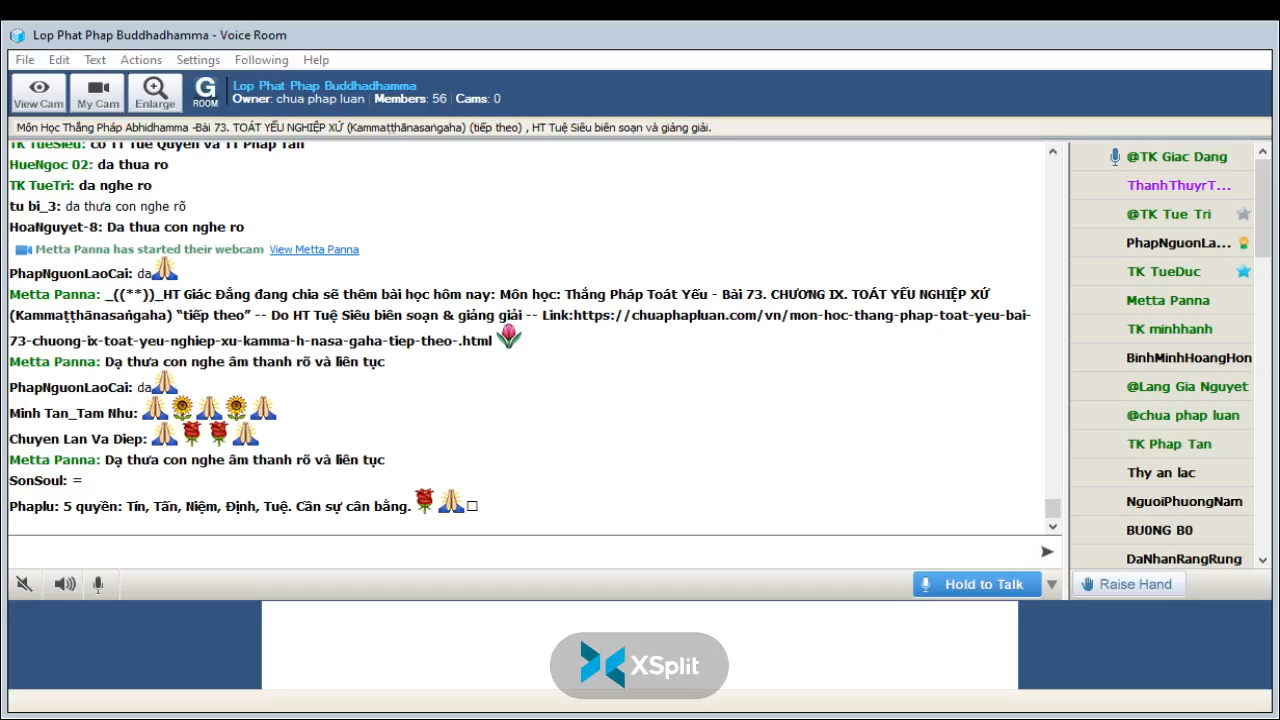 Lop Phat Phap Buddhadhamma - Voice Room
File Edit Text Actions Settings Following Help
View Cam My Cam Enlarge G ROOM
Lop Phat Phap Buddhadhamma
Owner: chua phap luan | Members: 56 | Cams: 0
Môn Học Thắng Pháp Abhidhamma -Bài 73. TOÁT YẾU NGHIỆP XỨ (Kammaṭṭhānasaṅgaha) (tiếp theo) , HT Tuệ Siêu biên soạn và giảng giải.
TK TueSieu: co TT Tue Quyen va TT Phap Tan
HueNgoc 02: da thua ro
TK TueTri: da nghe ro
tu bi_3: da thưa con nghe rõ
HoaNguyet-8: Da thua con nghe ro
Metta Panna has started their webcam View Metta Panna
PhapNguonLaoCai: da
Metta Panna: _((**))_HT Giác Đẳng đang chia sẽ thêm bài học hôm nay: Môn học: Thắng Pháp Toát Yếu - Bài 73. CHƯƠNG IX. TOÁT YẾU NGHIỆP XỨ
(Kammaṭṭhānasaṅgaha) “tiếp theo” -- Do HT Tuệ Siêu biên soạn & giảng giải -- Link:https://chuaphapluan.com/vn/mon-hoc-thang-phap-toat-yeu-bai-
73-chuong-ix-toat-yeu-nghiep-xu-kamma-h-nasa-gaha-tiep-theo-.html
Metta Panna: Dạ thưa con nghe âm thanh rõ và liên tục
PhapNguonLaoCai: da
Minh Tan_Tam Nhu:
Chuyen Lan Va Diep:
Metta Panna: Dạ thưa con nghe âm thanh rõ và liên tục
SonSoul: =
Phaplu: 5 quyền: Tín, Tấn, Niệm, Định, Tuệ. Cần sự cân bằng.
@TK Giac Dang
ThanhThuyrT...
@TK Tue Tri
PhapNguonLa...
TK TueDuc
Metta Panna
TK minhhanh
BinhMinhHoangHon
@Lang Gia Nguyet
@chua phap luan
TK Phap Tan
Thy an lac
NguoiPhuongNam
BU0NG B0
DaNhanRangRung
Hold to Talk
Raise Hand
XSplit